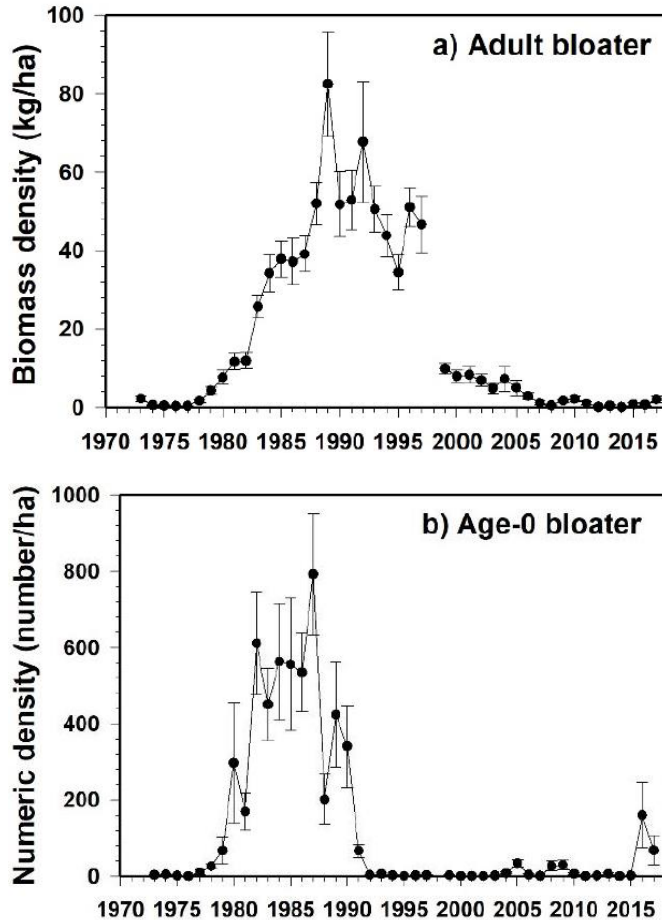 100
a) Adult bloater
80
60
40
20
0
Biomass density (kg/ha)
1970 1975 1980 1985 1990 1995 2000 2005 2010 2015
1000
b) Age-0 bloater
800
600
400
200
0
Numeric density (number/ha)
1970 1975 1980 1985 1990 1995 2000 2005 2010 2015